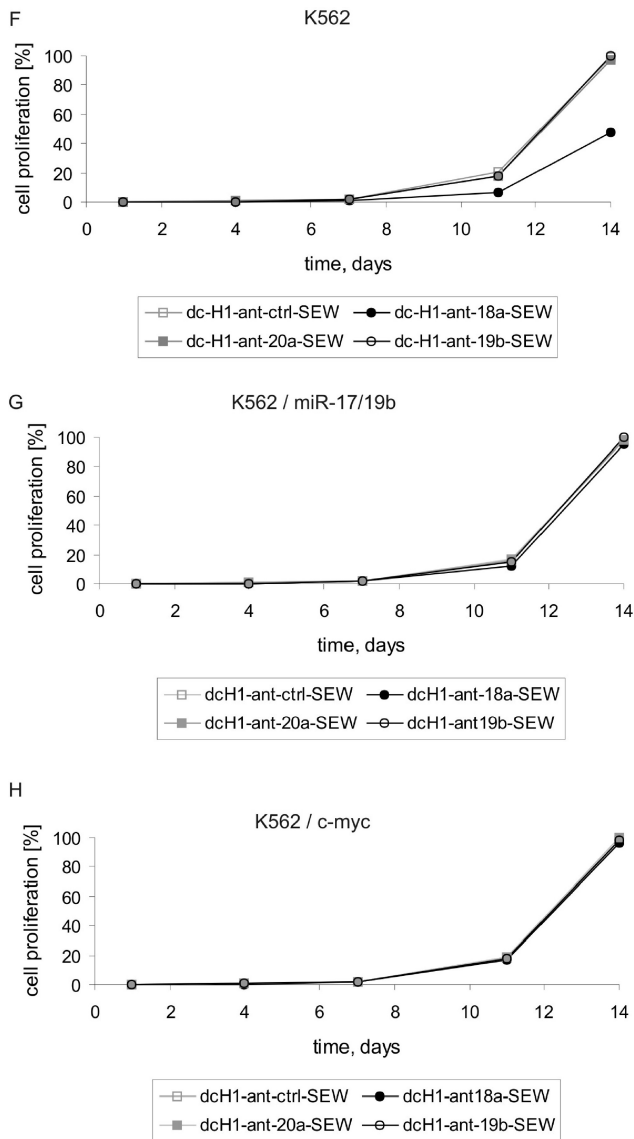 F
K562
cell proliferation [%]
100
80
60
40
20
0
0 2 4 6 8 10 12 14
time, days
dc-H1-ant-ctrl-SEW dc-H1-ant-18a-SEW
dc-H1-ant-20a-SEW dc-H1-ant-19b-SEW
G
K562 / miR-17/19b
cell proliferation [%]
100
80
60
40
20
0
0 2 4 6 8 10 12 14
time, days
dcH1-ant-ctrl-SEW dcH1-ant-18a-SEW
dcH1-ant-20a-SEW dcH1-ant19b-SEW
H
K562 / c-myc
cell proliferation [%]
100
80
60
40
20
0
0 2 4 6 8 10 12 14
time, days
dcH1-ant-ctrl-SEW dcH1-ant18a-SEW
dcH1-ant-20a-SEW dcH1-ant-19b-SEW